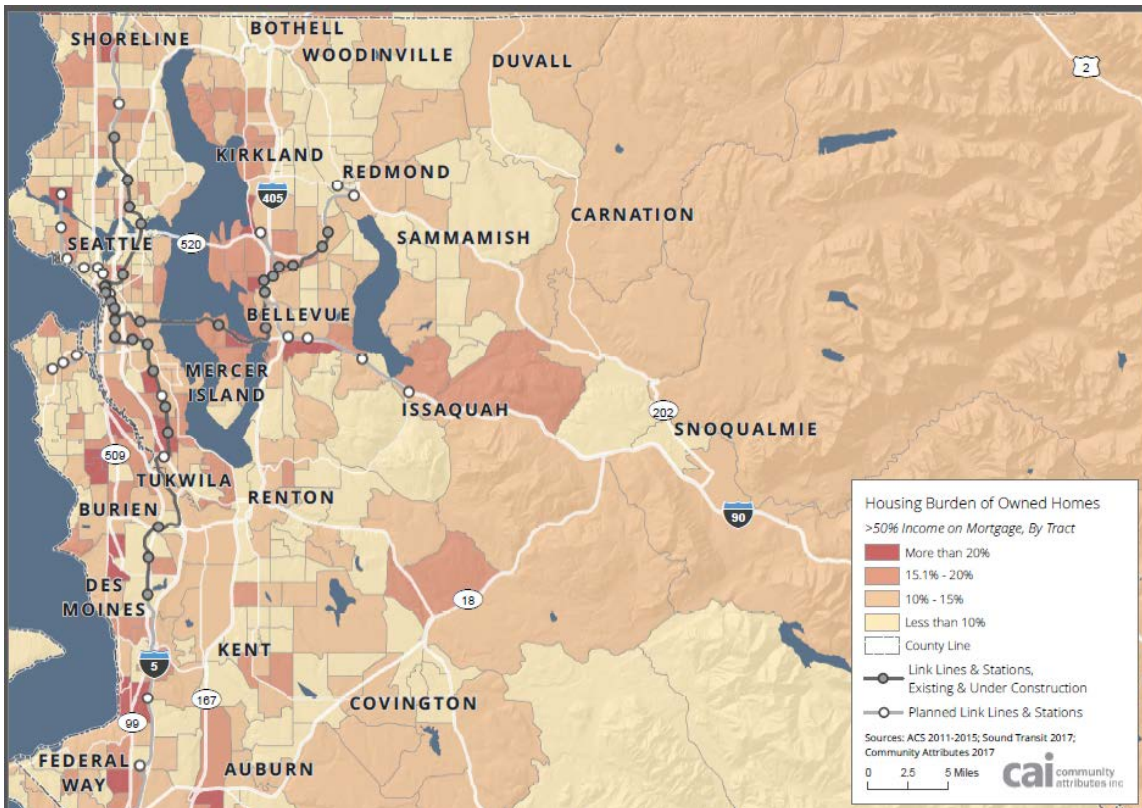 SHORELINE
BOTHELL
WOODINVILLE
DUVALL
2
KIRKLAND
REDMOND
405
CARNATION
SEATTLE
520
SAMMAMISH
BELLEVUE
MERCER
ISLAND
ISSAQUAH
202
SNOQUALMIE
509
TUKWILA
RENTON
BURIEN
90
DES
MOINES
18
KENT
5
167
COVINGTON
99
FEDERAL
WAY
AUBURN
Housing Burden of Owned Homes
>50% Income on Mortgage, By Tract
More than 20%
15.1% - 20%
10% - 15%
Less than 10%
County Line
Link Lines & Stations,
Existing & Under Construction
Planned Link Lines & Stations
Sources: ACS 2011-2015; Sound Transit 2017;
Community Attributes 2017
0 2.5 5 Miles
cai community
attributes inc